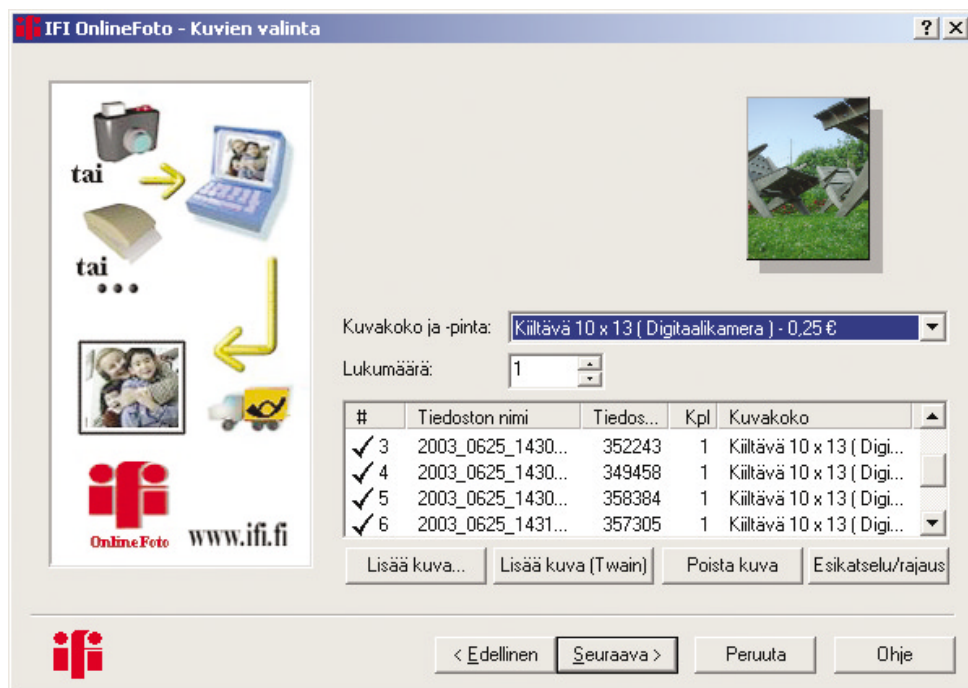 IFI OnlineFoto - Kuvien valinta
tai
tai
...
ifi
OnlineFoto
www.ifi.fi
Kuvakoko ja -pinta: Kiiltävä 10 x 13 ( Digitaalikamera ) - 0,25 €
Lukumäärä: 1
# Tiedoston nimi Tiedos... Kpl Kuvakoko
3 2003_0625_1430... 352243 1 Kiiltävä 10 x 13 ( Digi...
4 2003_0625_1430... 349458 1 Kiiltävä 10 x 13 ( Digi...
5 2003_0625_1430... 358384 1 Kiiltävä 10 x 13 ( Digi...
6 2003_0625_1431... 357305 1 Kiiltävä 10 x 13 ( Digi...
Lisää kuva... Lisää kuva (Twain) Poista kuva Esikatselu/rajaus
ifi < Edellinen Seuraava > Peruuta Ohje